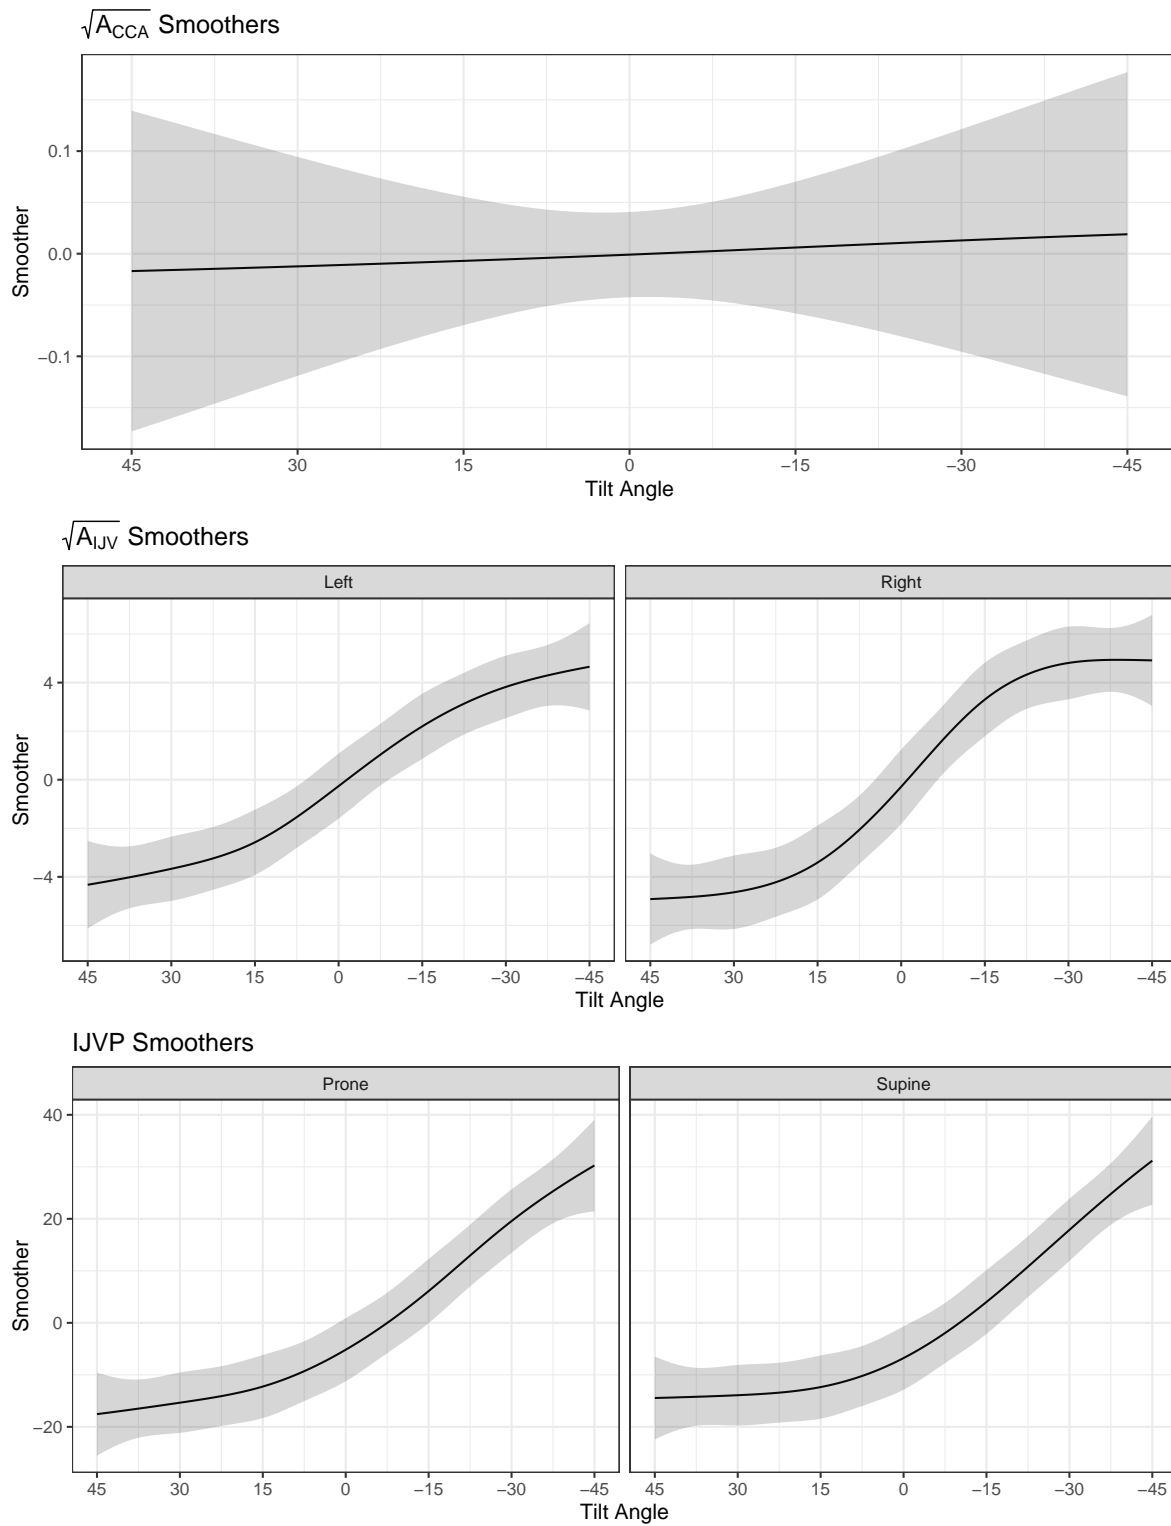 √A_CCA Smoothers
Smoother
0.1
0.0
−0.1
45 30 15 0 −15 −30 −45
Tilt Angle
√A_IJV Smoothers
Left Right
Smoother
4
0
−4
45 30 15 0 −15 −30 −45 45 30 15 0 −15 −30 −45
Tilt Angle
IJVP Smoothers
Prone Supine
Smoother
40
20
0
−20
45 30 15 0 −15 −30 −45 45 30 15 0 −15 −30 −45
Tilt Angle